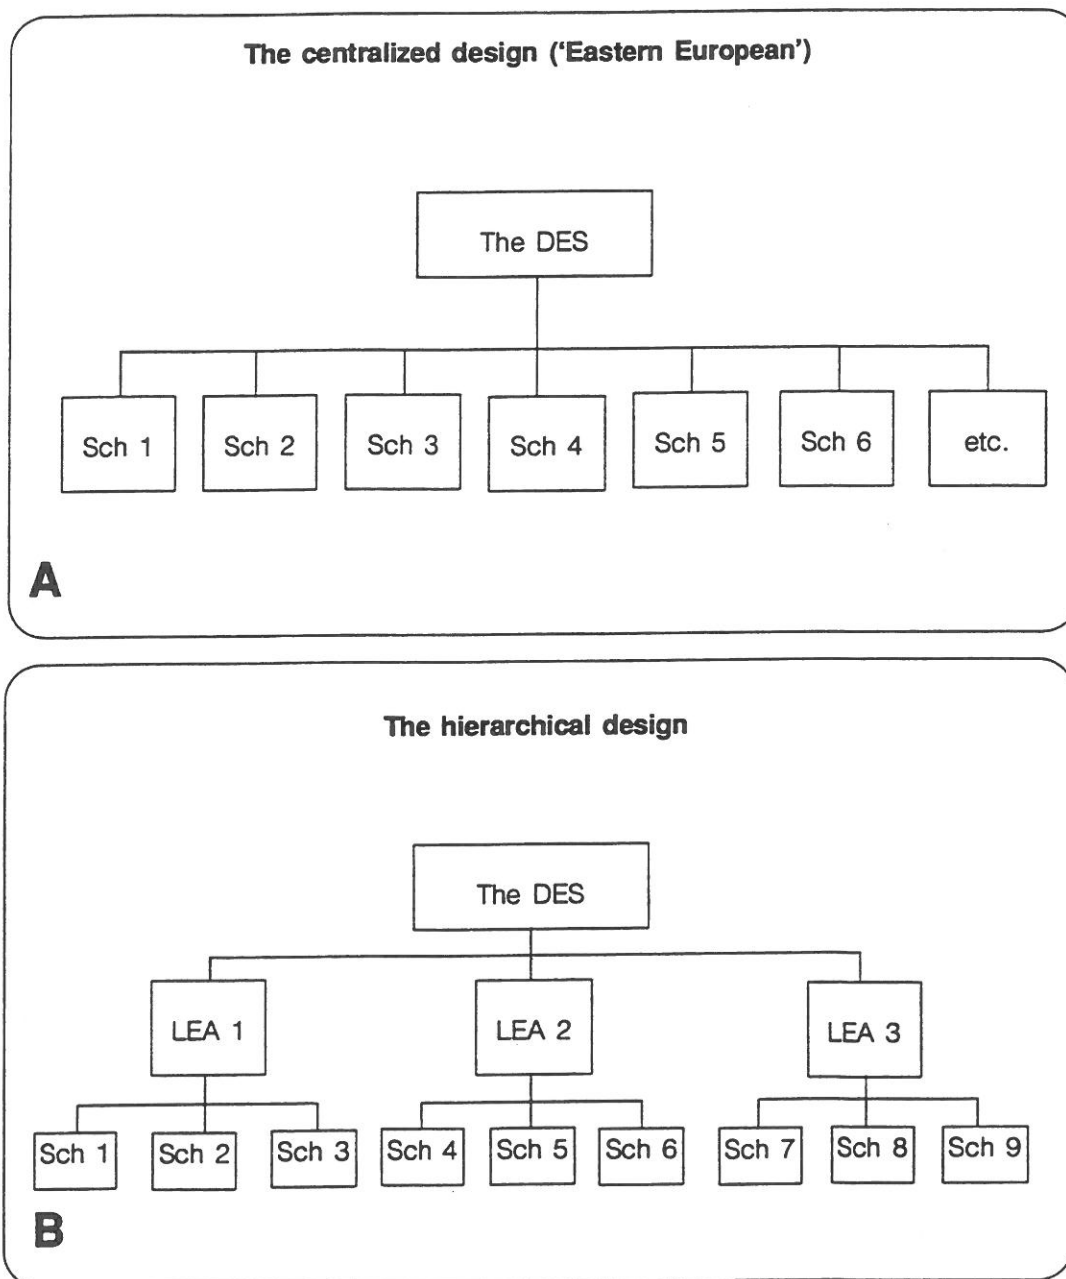 The centralized design (‘Eastern European’)
The DES
Sch 1 Sch 2 Sch 3 Sch 4 Sch 5 Sch 6 etc.
A
The hierarchical design
The DES
LEA 1 LEA 2 LEA 3
Sch 1 Sch 2 Sch 3 Sch 4 Sch 5 Sch 6 Sch 7 Sch 8 Sch 9
B